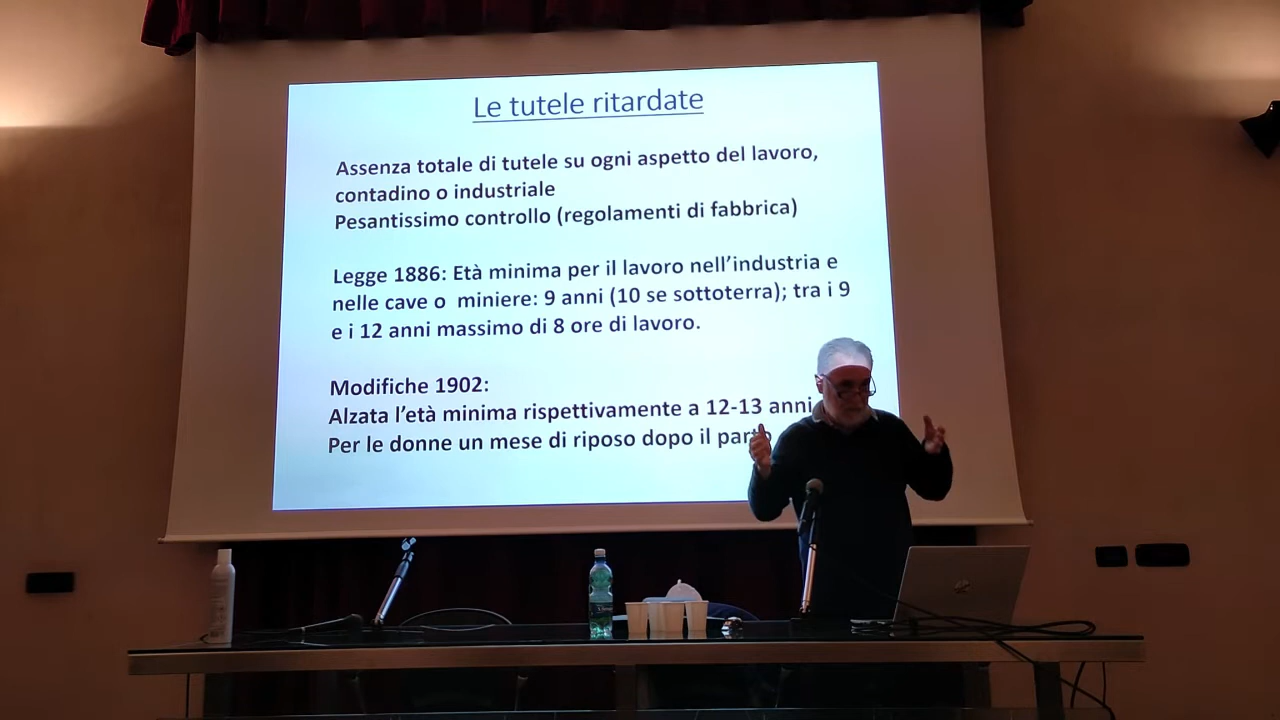 Le tutele ritardate
Assenza totale di tutele su ogni aspetto del lavoro,
contadino o industriale
Pesantissimo controllo (regolamenti di fabbrica)
Legge 1886: Età minima per il lavoro nell'industria e
nelle cave o miniere: 9 anni (10 se sottoterra); tra i 9
e i 12 anni massimo di 8 ore di lavoro.
Modifiche 1902:
Alzata l'età minima rispettivamente a 12-13 anni
Per le donne un mese di riposo dopo il parto